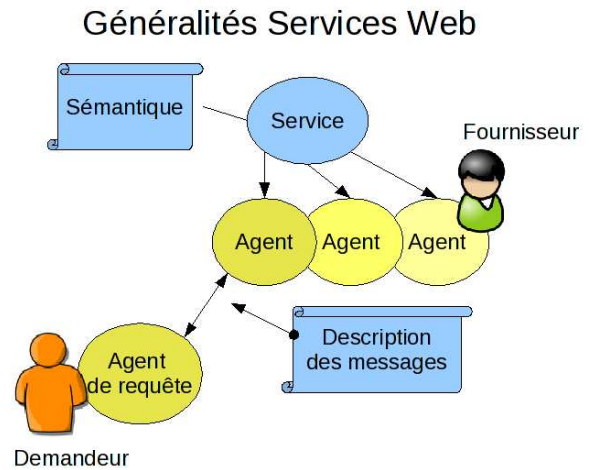 Généralités Services Web
Sémantique
Service
Fournisseur
Agent
Agent
Agent
Description
des messages
Agent
de requête
Demandeur